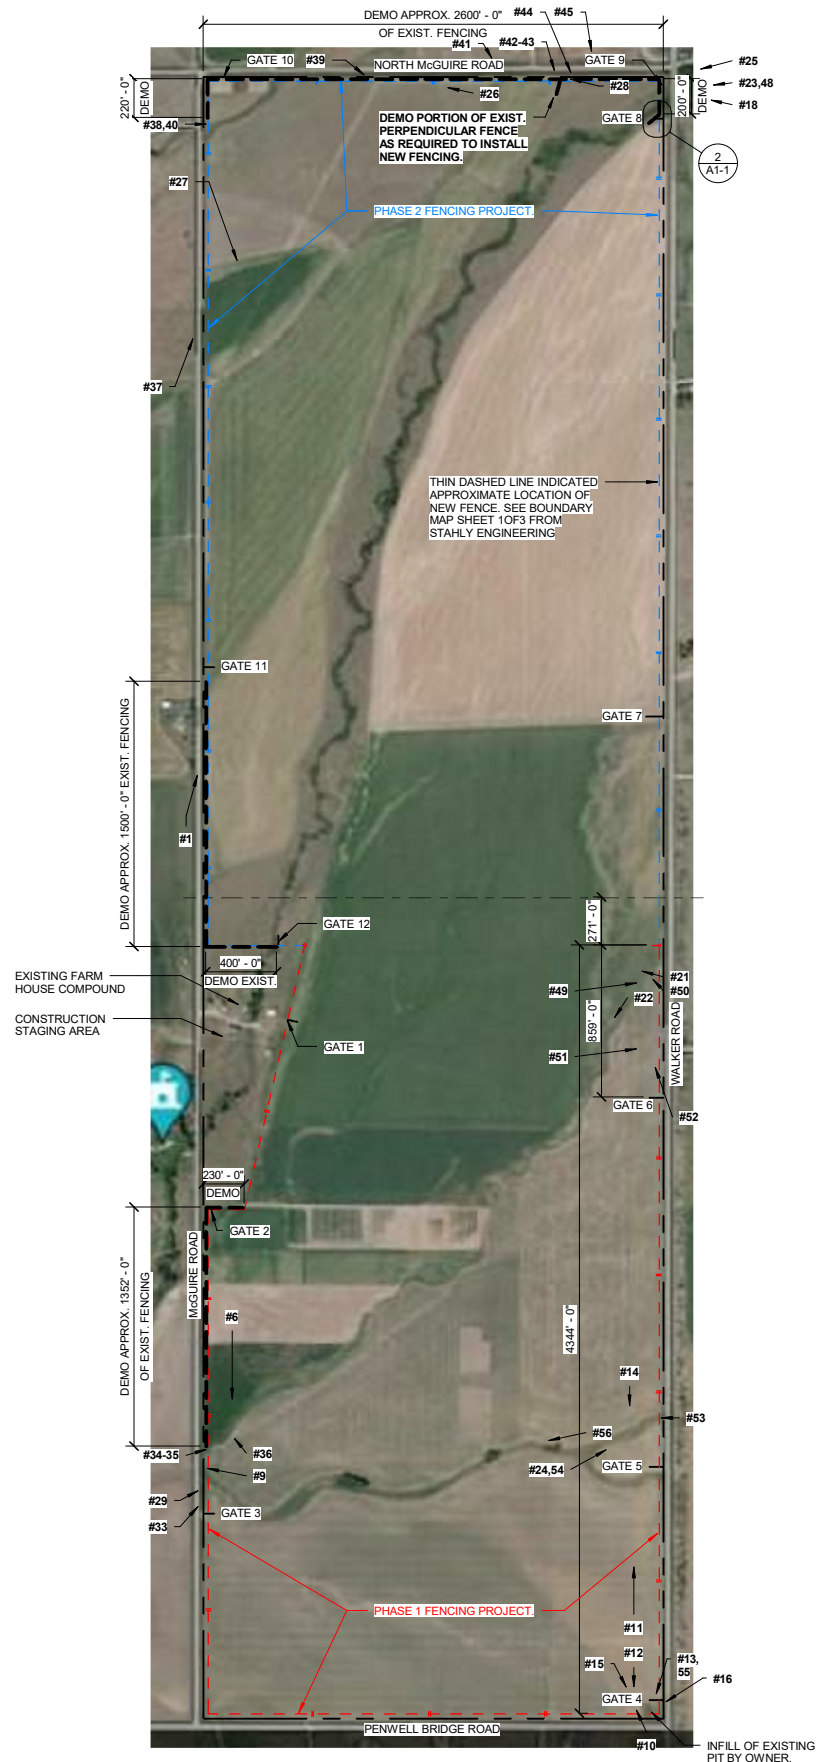 DEMO APPROX. 2600' - 0"
OF EXIST. FENCING
#44
#45
#41
#42-43
GATE 10
#39
NORTH McGUIRE ROAD
GATE 9
#25
#23,48
#18
220' - 0"
DEMO
200' - 0"
DEMO
#26
#28
#38,40
DEMO PORTION OF EXIST.
PERPENDICULAR FENCE
AS REQUIRED TO INSTALL
NEW FENCING.
GATE 8
2
A1-1
#27
PHASE 2 FENCING PROJECT.
#37
THIN DASHED LINE INDICATED
APPROXIMATE LOCATION OF
NEW FENCE. SEE BOUNDARY
MAP SHEET 1OF3 FROM
STAHLY ENGINEERING
GATE 11
GATE 7
DEMO APPROX. 1500' - 0" EXIST. FENCING
#1
GATE 12
271' - 0"
400' - 0"
DEMO EXIST.
EXISTING FARM
HOUSE COMPOUND
CONSTRUCTION
STAGING AREA
GATE 1
#21
#49
#50
#22
859' - 0"
#51
WALKER ROAD
GATE 6
#52
230' - 0"
DEMO
GATE 2
McGUIRE ROAD
DEMO APPROX. 1352' - 0"
OF EXIST. FENCING
#6
4344' - 0"
#14
#53
#56
#34-35
#36
#9
#24,54
GATE 5
#29
GATE 3
#33
PHASE 1 FENCING PROJECT.
#11
#12
#15
#13,
55
#16
GATE 4
PENWELL BRIDGE ROAD
#10
INFILL OF EXISTING
PIT BY OWNER.